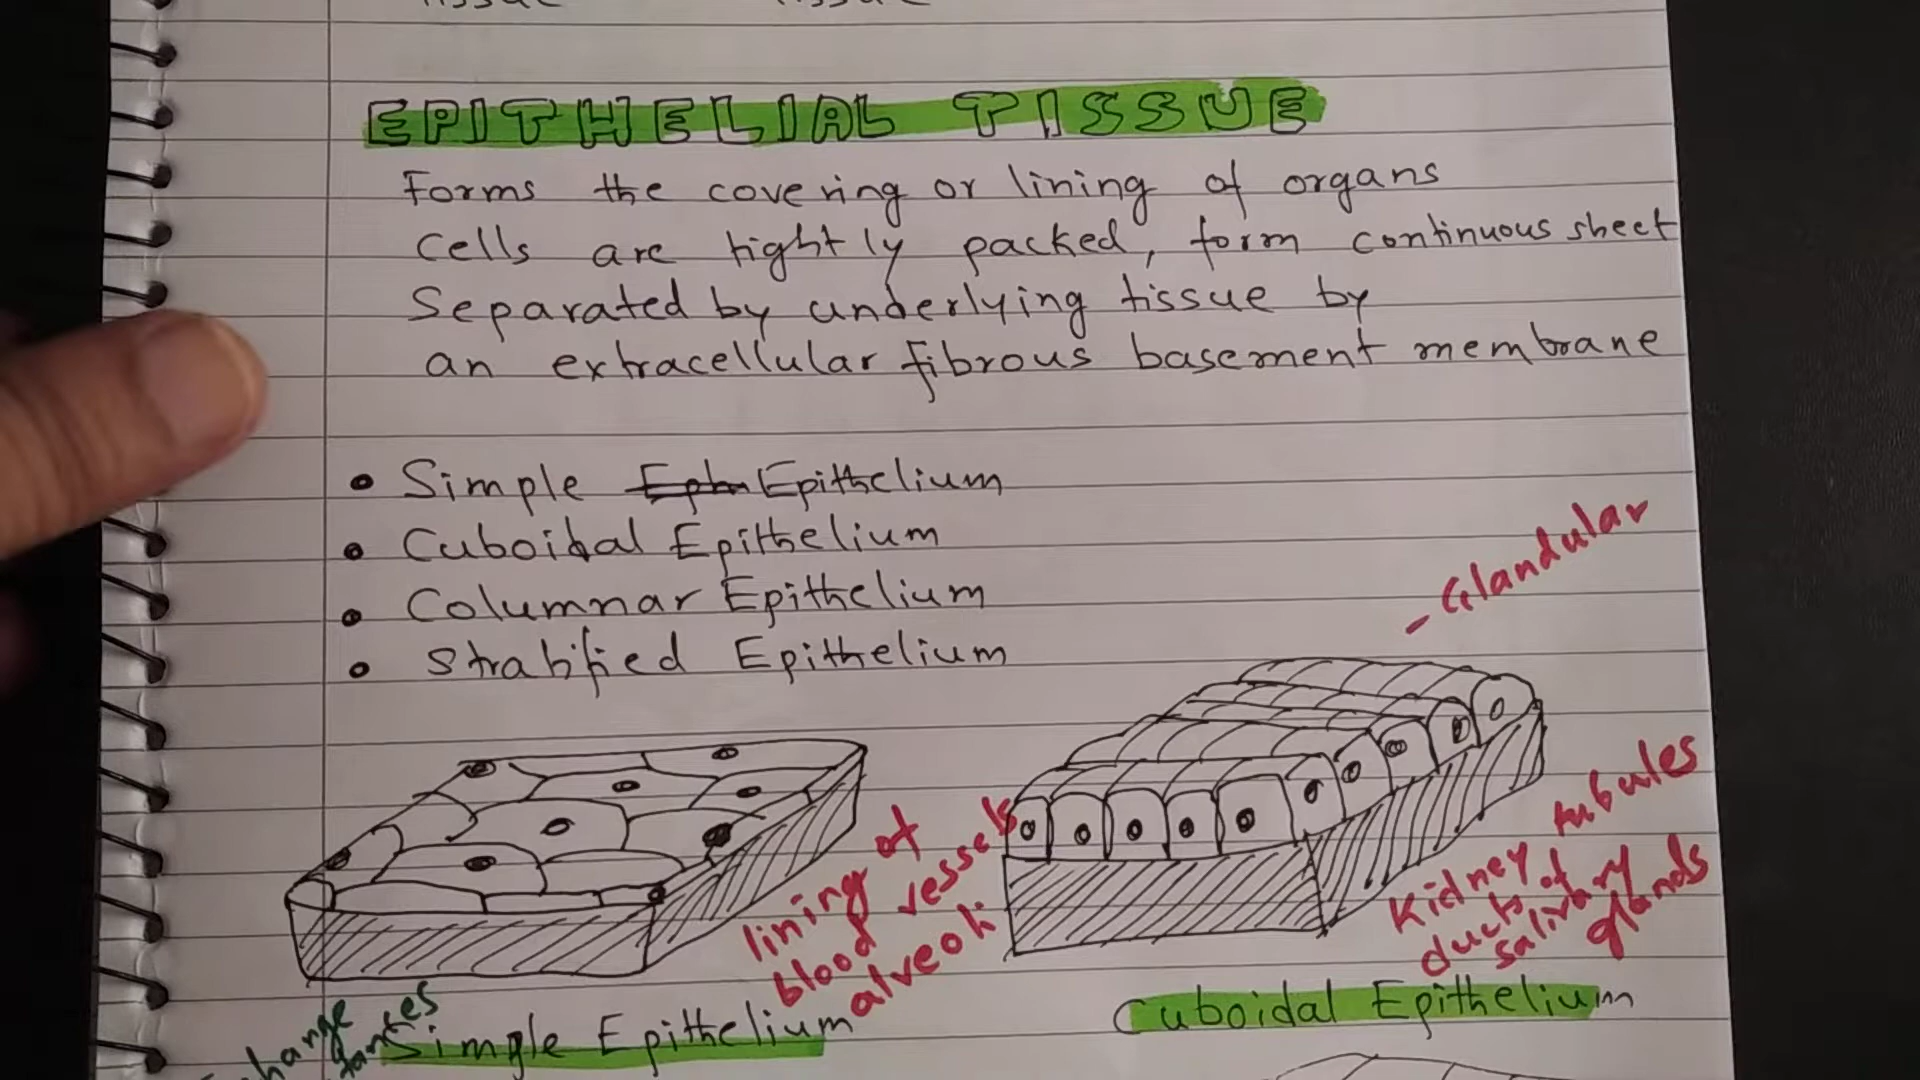 tissue tissue
EPITHELIAL TISSUE
Forms the covering or lining of organs
Cells are tightly packed, form continuous sheet
Separated by underlying tissue by
an extracellular fibrous basement membrane
• Simple Epithelium
• Cuboidal Epithelium
• Columnar Epithelium
• Stratified Epithelium
- Glandular
lining of
blood vessels
alveoli
Kidney tubules
ducts of
salivary
glands
Simple Epithelium
Cuboidal Epithelium